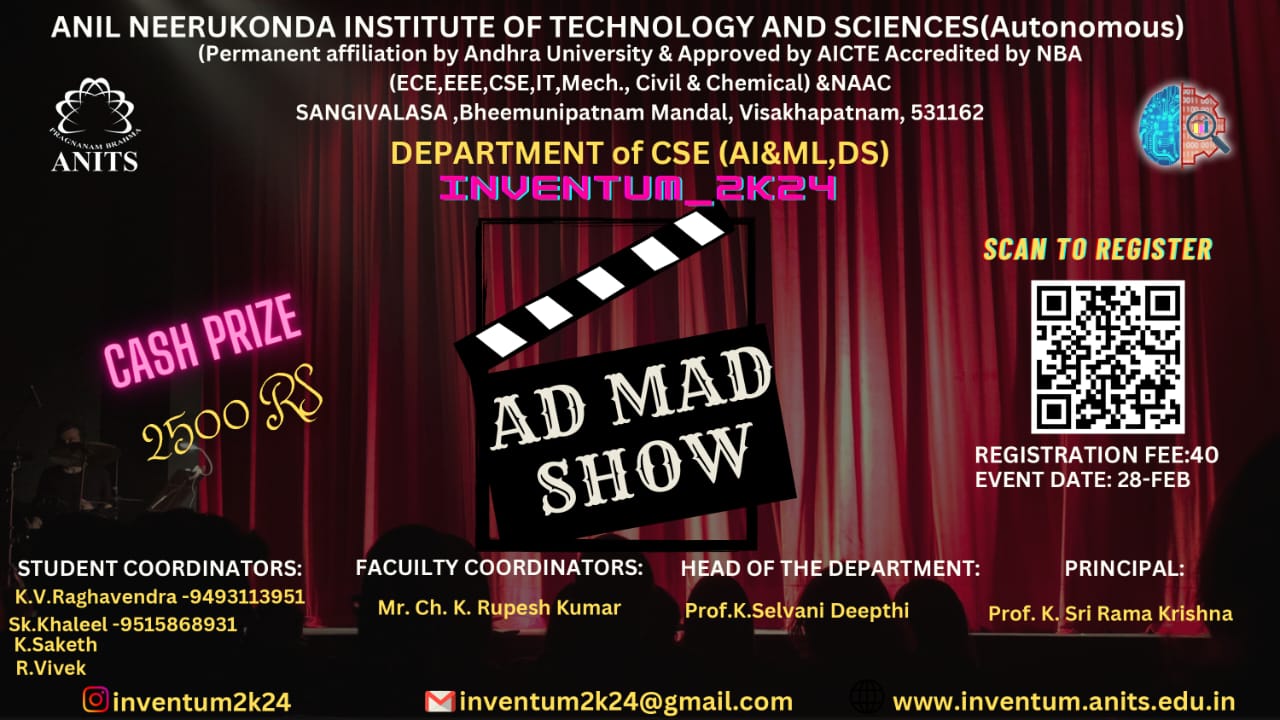 ANIL NEERUKONDA INSTITUTE OF TECHNOLOGY AND SCIENCES(Autonomous)
(Permanent affiliation by Andhra University & Approved by AICTE Accredited by NBA
(ECE,EEE,CSE,IT,Mech., Civil & Chemical) &NAAC
SANGIVALASA ,Bheemunipatnam Mandal, Visakhapatnam, 531162
PRAGNANAM BRAHMA
ANITS
DEPARTMENT of CSE (AI&ML,DS)
INVENTUM_2K24
CASH PRIZE
2500 RS
AD MAD
SHOW
SCAN TO REGISTER
REGISTRATION FEE:40
EVENT DATE: 28-FEB
STUDENT COORDINATORS:
K.V.Raghavendra -9493113951
Sk.Khaleel -9515868931
K.Saketh
R.Vivek
FACUILTY COORDINATORS:
Mr. Ch. K. Rupesh Kumar
HEAD OF THE DEPARTMENT:
Prof.K.Selvani Deepthi
PRINCIPAL:
Prof. K. Sri Rama Krishna
inventum2k24
inventum2k24@gmail.com
www.inventum.anits.edu.in